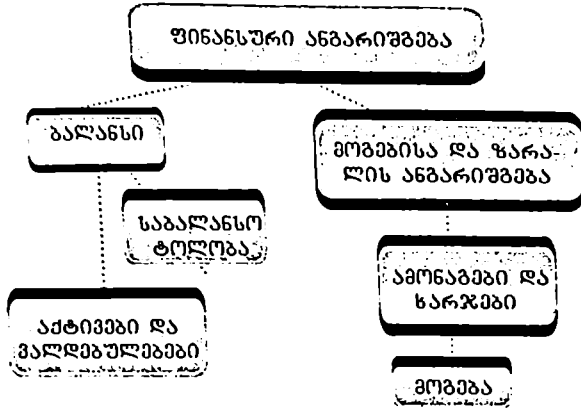 ფინანსური ანგარიშგება
ბალანსი
მოგებისა და ზარა-
ლის ანგარიშგება
საბალანსო
ტოლობა
ამონაგები და
ხარჯები
აქტივები და
ვალდებულებები
მოგება